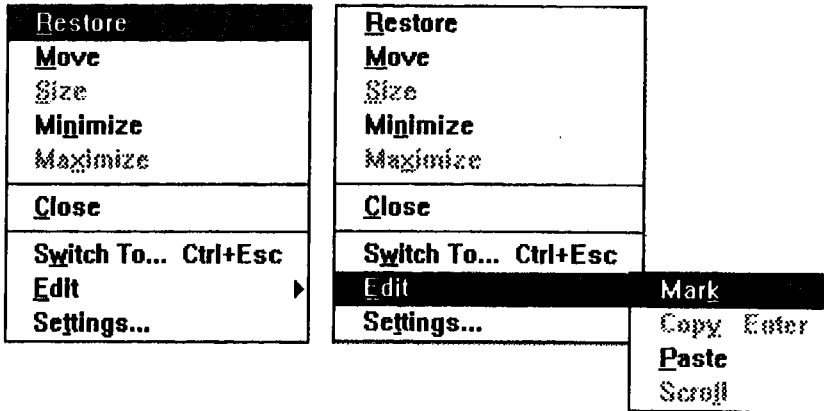 Restore
Move
Size
Minimize
Maximize
Close
Switch To... Ctrl+Esc
Edit
Settings...
Restore
Move
Size
Minimize
Maximize
Close
Switch To... Ctrl+Esc
Edit
Settings...
Mark
Copy Enter
Paste
Scroll